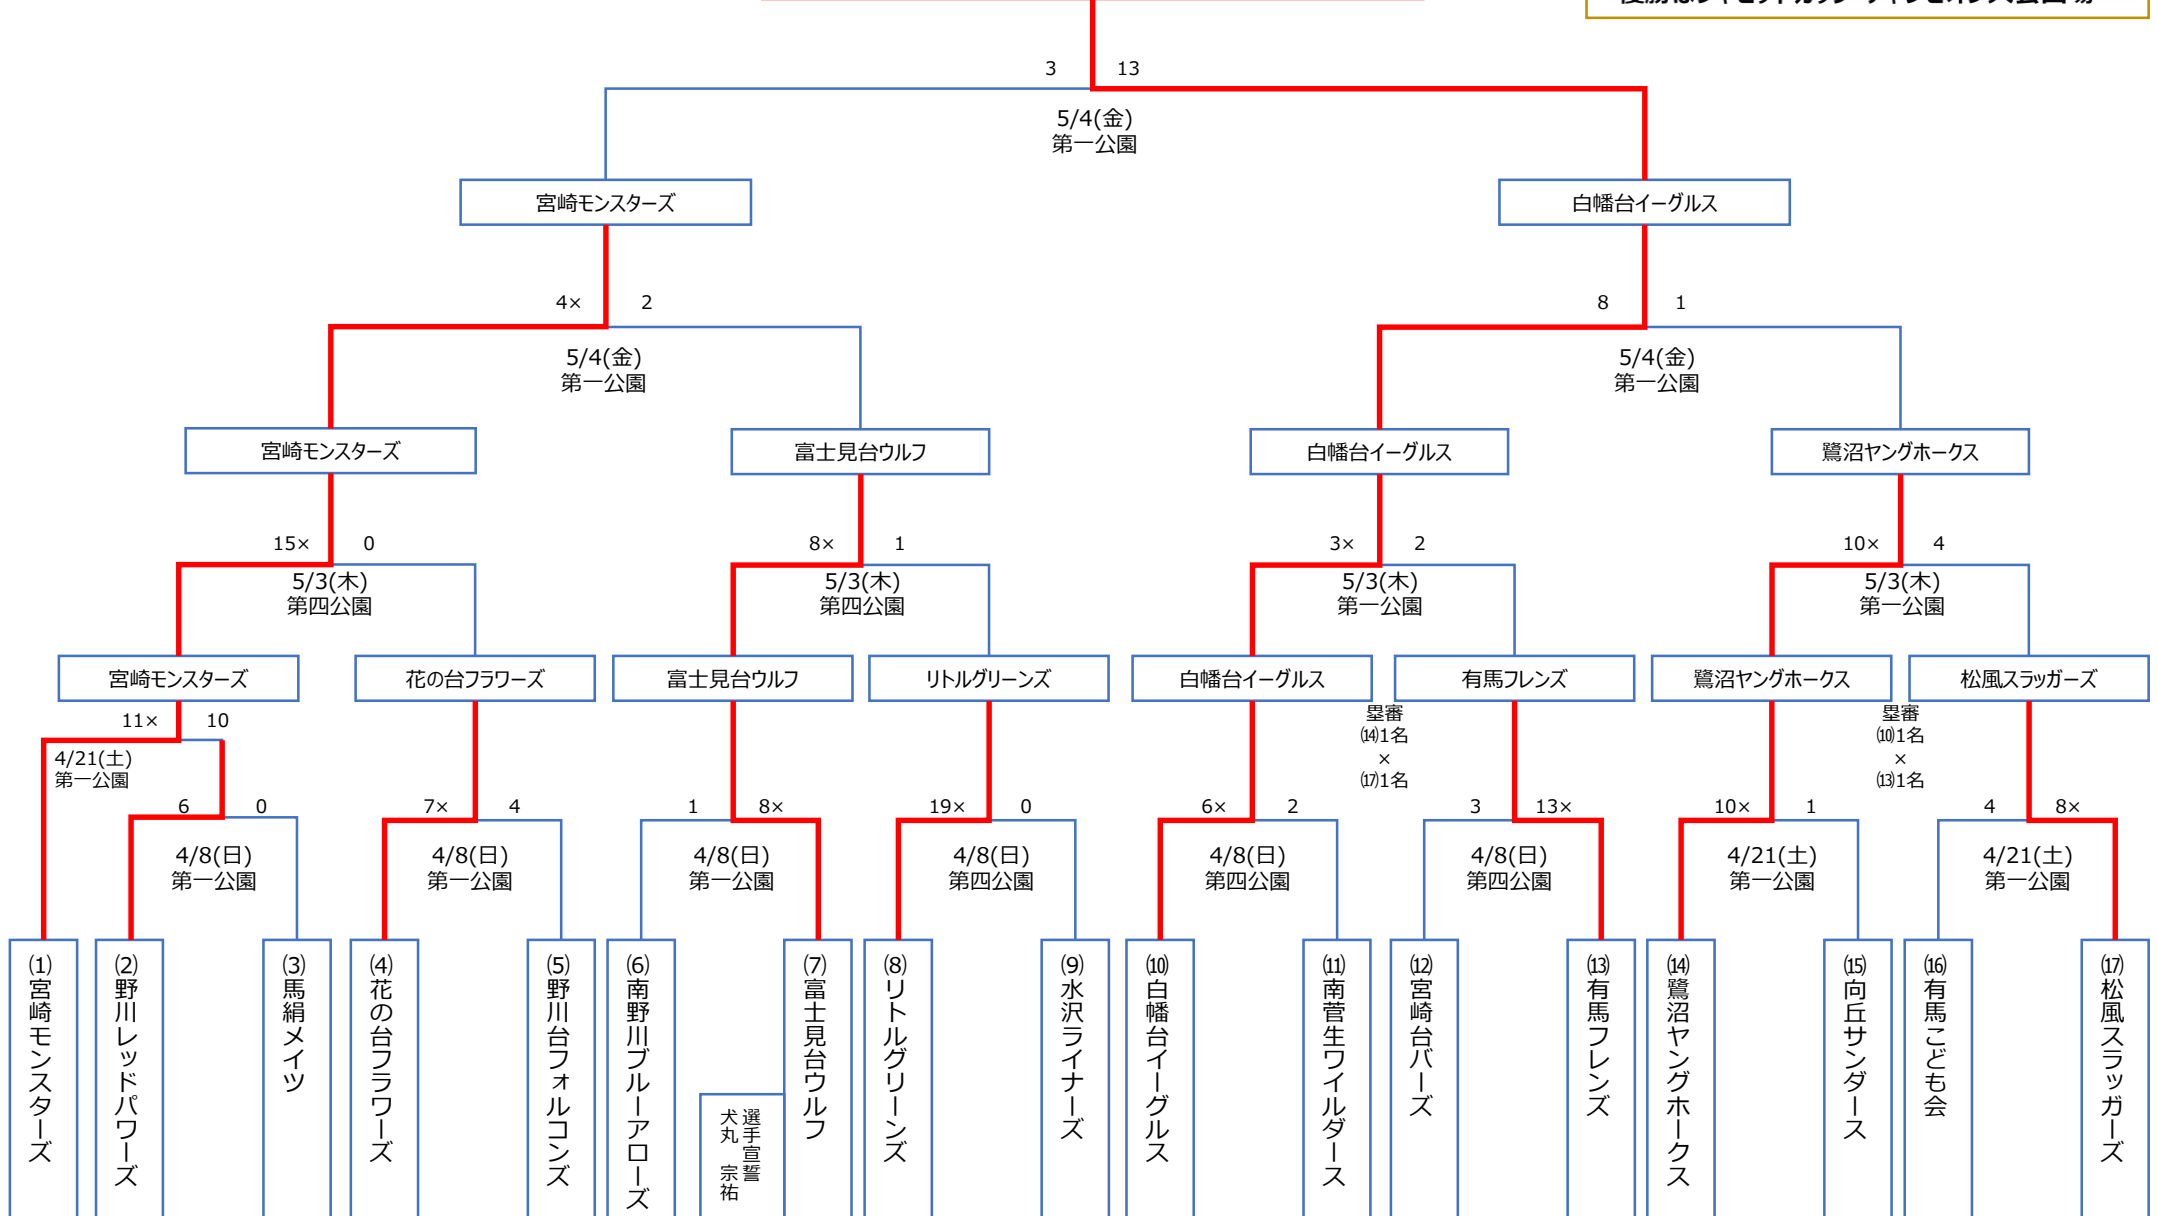 3 13
5/4(金)
第一公園
宮崎モンスターズ
白幡台イーグルス
4× 2
8 1
5/4(金)
第一公園
5/4(金)
第一公園
宮崎モンスターズ
富士見台ウルフ
白幡台イーグルス
鷺沼ヤングホークス
15× 0
8× 1
3× 2
10× 4
5/3(木)
第四公園
5/3(木)
第四公園
5/3(木)
第一公園
5/3(木)
第一公園
宮崎モンスターズ
花の台フラワーズ
富士見台ウルフ
リトルグリーンズ
白幡台イーグルス
有馬フレンズ
鷺沼ヤングホークス
松風スラッガーズ
11× 10
4/21(土)
第一公園
塁審
⒁1名
×
⒄1名
塁審
⑽1名
×
⒀1名
6 0
7× 4
1 8×
19× 0
6× 2
3 13×
10× 1
4 8×
4/8(日)
第一公園
4/8(日)
第一公園
4/8(日)
第一公園
4/8(日)
第四公園
4/8(日)
第四公園
4/8(日)
第四公園
4/21(土)
第一公園
4/21(土)
第一公園
⑴宮崎モンスターズ
⑵野川レッドパワーズ
⑶馬絹メイツ
⑷花の台フラワーズ
⑸野川台フォルコンズ
⑹南野川ブルーアローズ
選手宣誓
犬丸 宗祐
⑺富士見台ウルフ
⑻リトルグリーンズ
⑼水沢ライナーズ
⑽白幡台イーグルス
⑾南菅生ワイルダース
⑿宮崎台バーズ
⒀有馬フレンズ
⒁鷺沼ヤングホークス
⒂向丘サンダース
⒃有馬こども会
⒄松風スラッガーズ